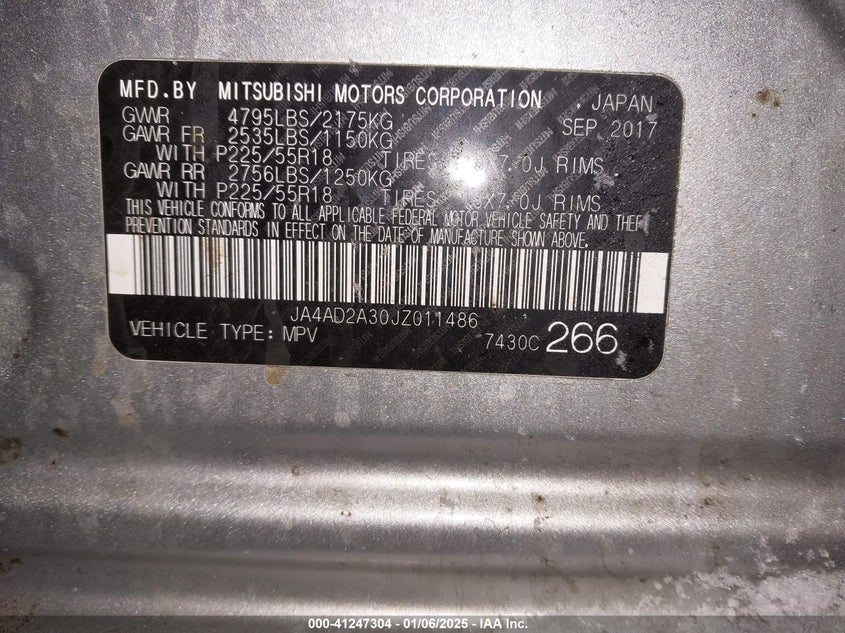 MFD.BY MITSUBISHI MOTORS CORPORATION JAPAN
GVWR 4795LBS/2175KG SEP. 2017
GAWR FR 2535LBS/1150KG
WITH P225/55R18 TIRES X7.0J RIMS
GAWR RR 2756LBS/1250KG
WITH P225/55R18 TIRES X7.0J RIMS
THIS VEHICLE CONFORMS TO ALL APPLICABLE FEDERAL MOTOR VEHICLE SAFETY AND THEFT
PREVENTION STANDARDS IN EFFECT ON THE DATE OF MANUFACTURE SHOWN ABOVE.
JA4AD2A30JZ011486
VEHICLE TYPE: MPV 7430C 266
000-41247304 - 01/06/2025 - IAA Inc.